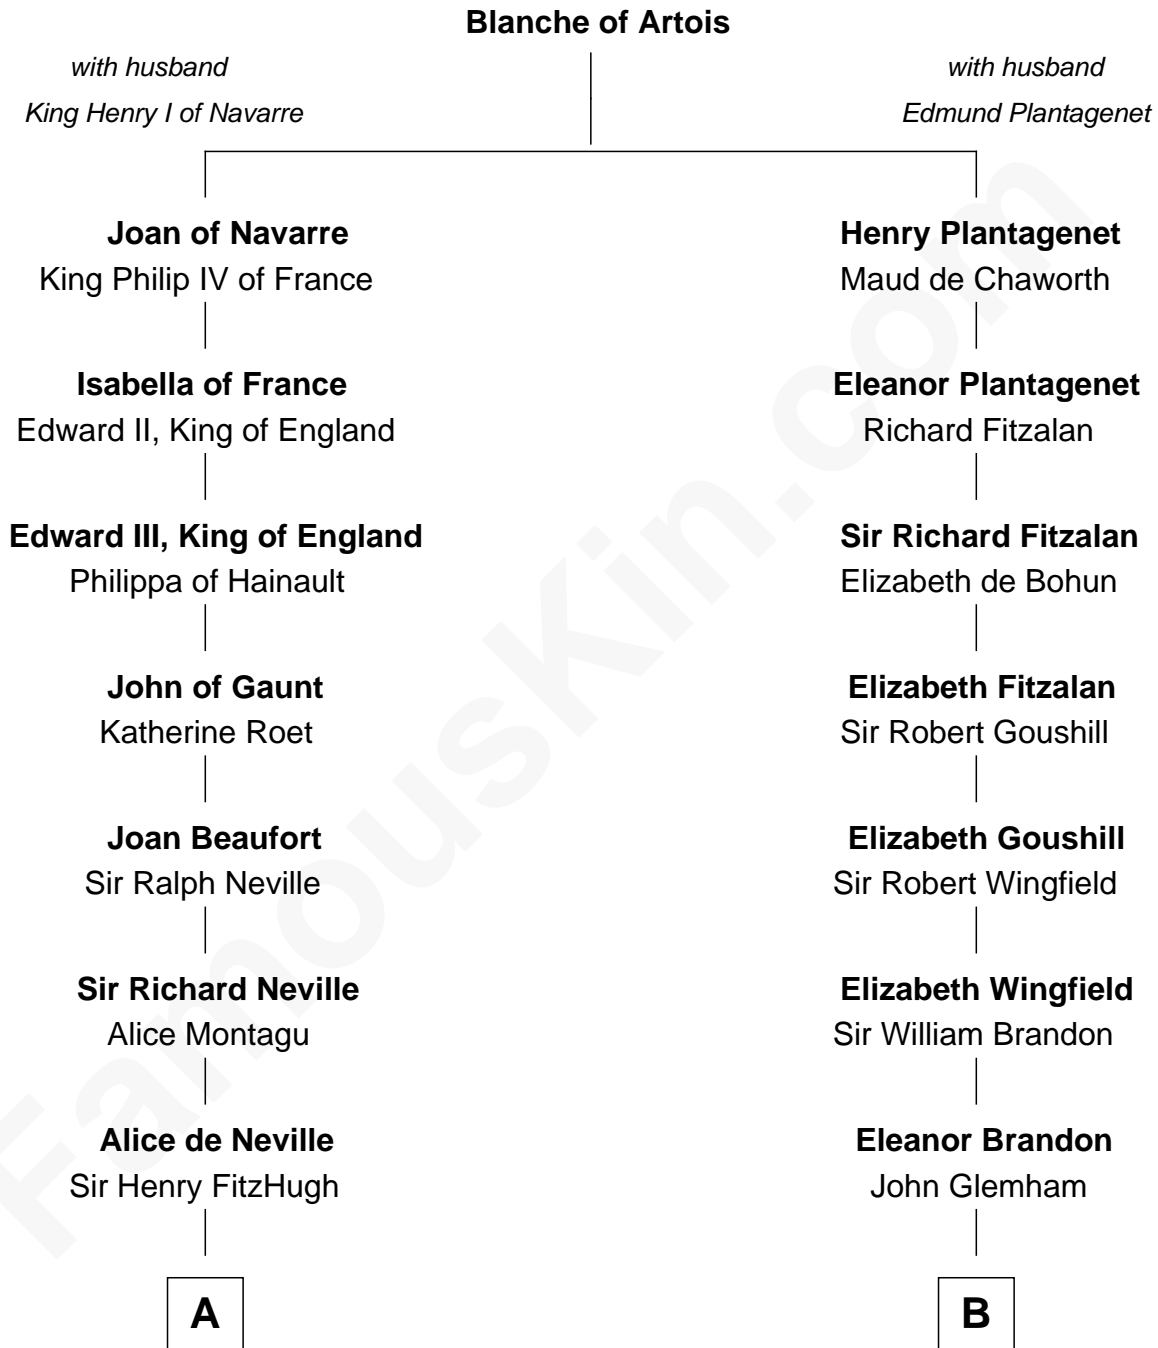 Blanche of Artois
with husband
King Henry I of Navarre
with husband
Edmund Plantagenet
Joan of Navarre
King Philip IV of France
Henry Plantagenet
Maud de Chaworth
Isabella of France
Edward II, King of England
Eleanor Plantagenet
Richard Fitzalan
Edward III, King of England
Philippa of Hainault
Sir Richard Fitzalan
Elizabeth de Bohun
John of Gaunt
Katherine Roet
Elizabeth Fitzalan
Sir Robert Goushill
Joan Beaufort
Sir Ralph Neville
Elizabeth Goushill
Sir Robert Wingfield
Sir Richard Neville
Alice Montagu
Elizabeth Wingfield
Sir William Brandon
Alice de Neville
Sir Henry FitzHugh
Eleanor Brandon
John Glemham
A
B
FamousKin.com